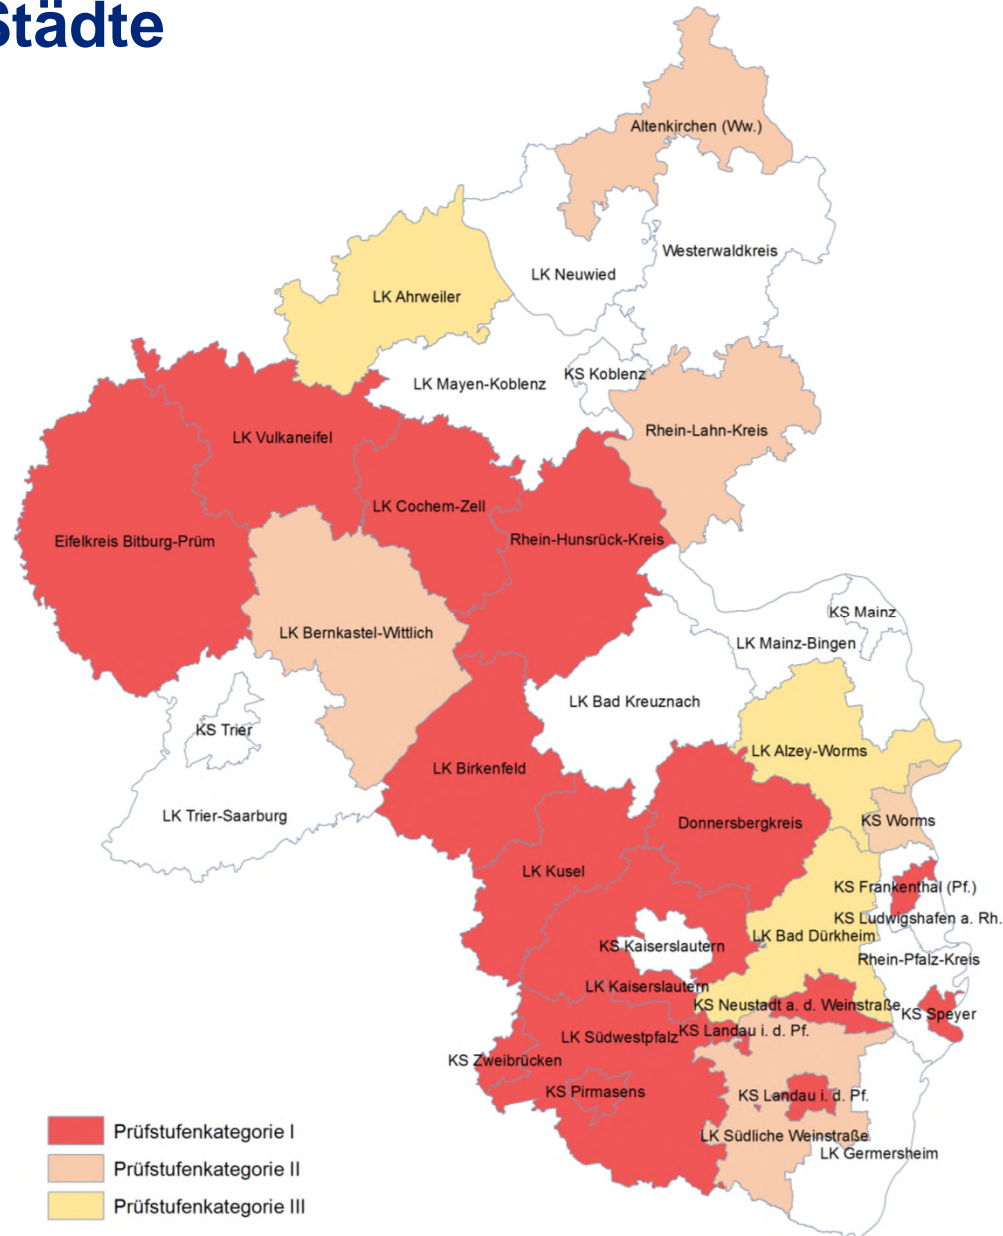 Städte
Altenkirchen (Ww.)
Westerwaldkreis
LK Neuwied
LK Ahrweiler
KS Koblenz
LK Mayen-Koblenz
Rhein-Lahn-Kreis
LK Vulkaneifel
LK Cochem-Zell
Rhein-Hunsrück-Kreis
Eifelkreis Bitburg-Prüm
KS Mainz
LK Bernkastel-Wittlich
LK Mainz-Bingen
LK Bad Kreuznach
KS Trier
LK Alzey-Worms
LK Birkenfeld
LK Trier-Saarburg
Donnersbergkreis
KS Worms
LK Kusel
KS Frankenthal (Pf.)
KS Ludwigshafen a. Rh.
LK Bad Dürkheim
KS Kaiserslautern
Rhein-Pfalz-Kreis
LK Kaiserslautern
KS Neustadt a. d. Weinstraße
KS Speyer
KS Landau i. d. Pf.
LK Südwestpfalz
KS Zweibrücken
KS Pirmasens
KS Landau i. d. Pf.
LK Südliche Weinstraße
LK Germersheim
Prüfstufenkategorie I
Prüfstufenkategorie II
Prüfstufenkategorie III